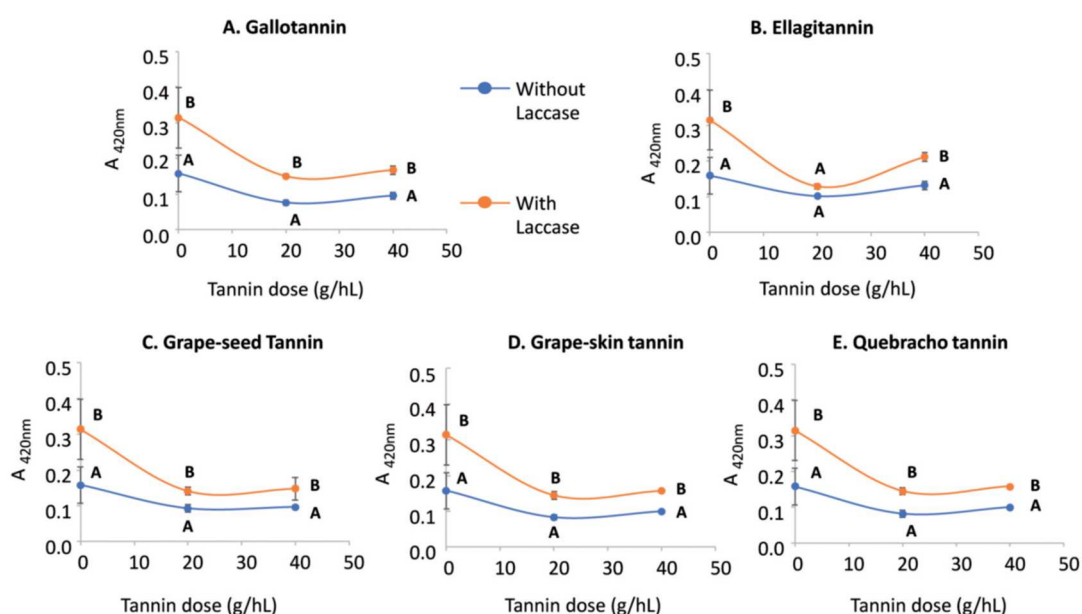 A. Gallotannin
0.5
0.4
0.3
0.2
0.1
0.0
A 420nm
B
A
B
A
B
A
0 10 20 30 40 50
Tannin dose (g/hL)
Without
Laccase
With
Laccase
B. Ellagitannin
0.5
0.4
0.3
0.2
0.1
0.0
A 420nm
B
A
A
A
B
A
0 10 20 30 40 50
Tannin dose (g/hL)
C. Grape-seed Tannin
0.5
0.4
0.3
0.2
0.1
0.0
A 420nm
B
A
B
A
B
A
0 10 20 30 40 50
Tannin dose (g/hL)
D. Grape-skin tannin
0.5
0.4
0.3
0.2
0.1
0.0
A 420nm
B
A
B
A
B
A
0 10 20 30 40 50
Tannin dose (g/hL)
E. Quebracho tannin
0.5
0.4
0.3
0.2
0.1
0.0
A 420nm
B
A
B
A
B
A
0 10 20 30 40 50
Tannin dose (g/hL)